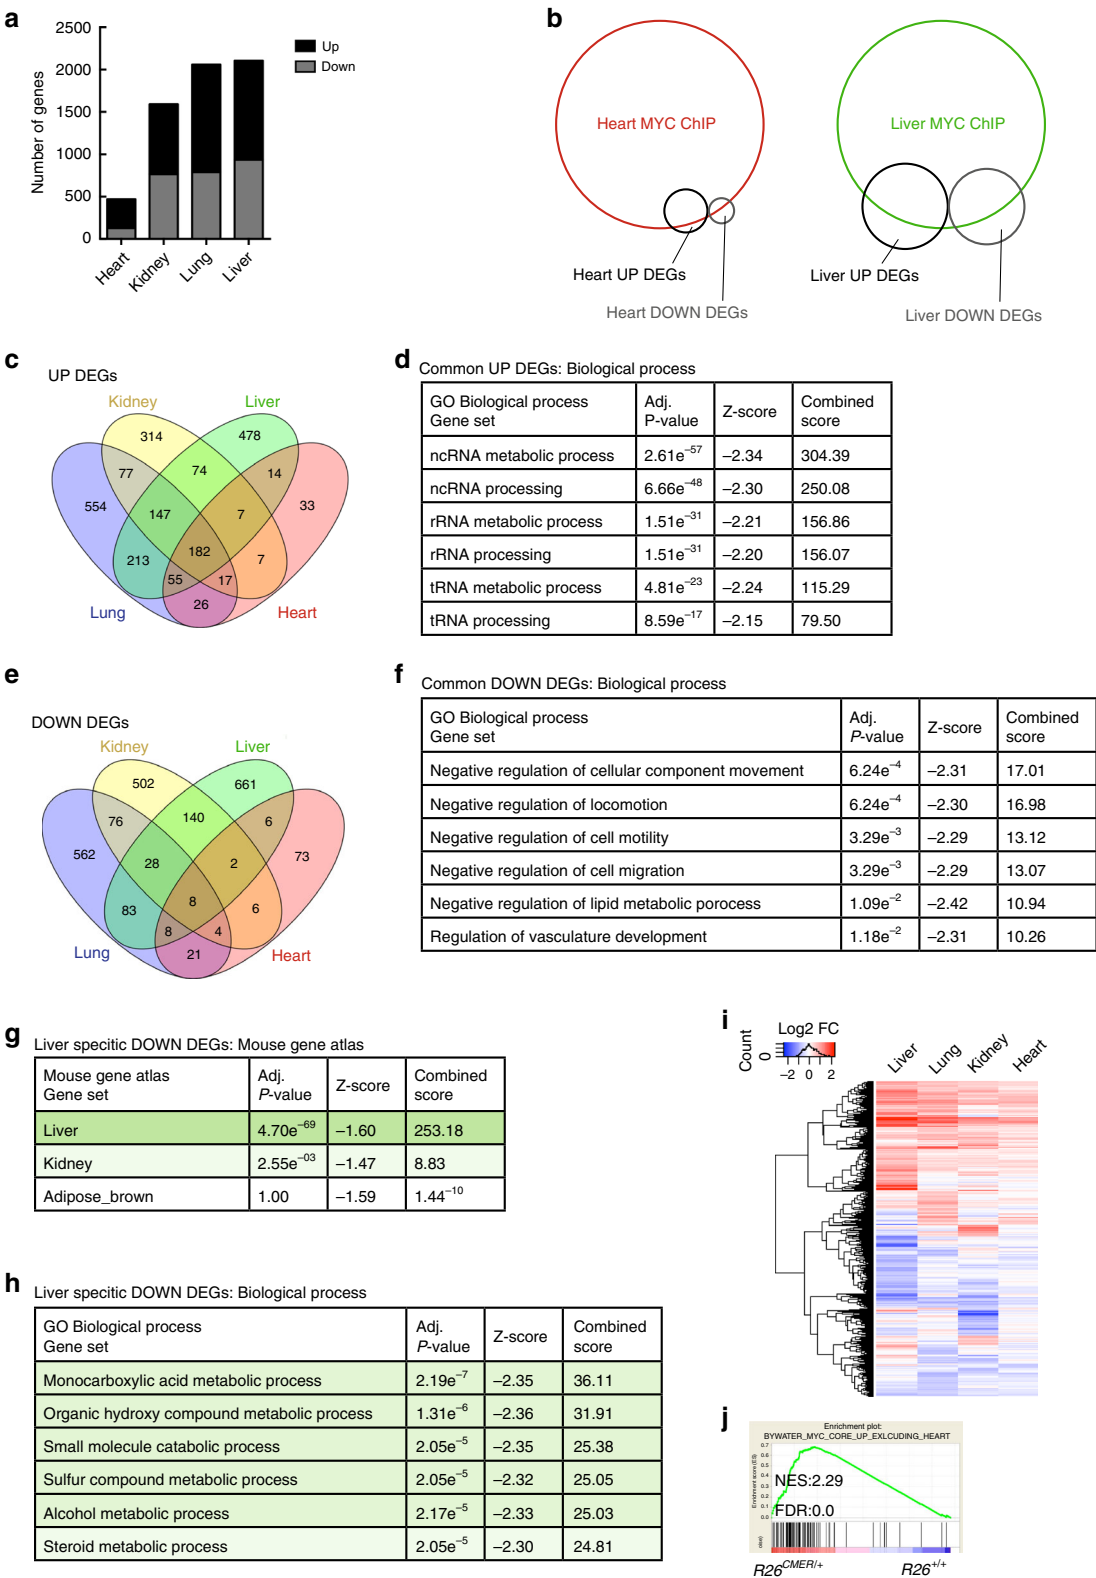 a
2500
2000
1500
1000
500
0
Number of genes
Up
Down
Heart
Kidney
Lung
Liver
b
Heart MYC ChIP
Liver MYC ChIP
Heart UP DEGs
Heart DOWN DEGs
Liver UP DEGs
Liver DOWN DEGs
c
UP DEGs
Kidney
Liver
314
478
77
74
14
554
147
7
33
182
213
7
55
17
26
Lung
Heart
d
Common UP DEGs: Biological process
GO Biological process Gene set Adj. P-value Z-score Combined score
ncRNA metabolic process 2.61e–57 –2.34 304.39
ncRNA processing 6.66e–48 –2.30 250.08
rRNA metabolic process 1.51e–31 –2.21 156.86
rRNA processing 1.51e–31 –2.20 156.07
tRNA metabolic process 4.81e–23 –2.24 115.29
tRNA processing 8.59e–17 –2.15 79.50
e
DOWN DEGs
Kidney
Liver
502
661
76
140
6
562
28
2
73
8
83
6
8
4
21
Lung
Heart
f
Common DOWN DEGs: Biological process
GO Biological process Gene set Adj. P-value Z-score Combined score
Negative regulation of cellular component movement 6.24e–4 –2.31 17.01
Negative regulation of locomotion 6.24e–4 –2.30 16.98
Negative regulation of cell motility 3.29e–3 –2.29 13.12
Negative regulation of cell migration 3.29e–3 –2.29 13.07
Negative regulation of lipid metabolic porocess 1.09e–2 –2.42 10.94
Regulation of vasculature development 1.18e–2 –2.31 10.26
g
Liver specitic DOWN DEGs: Mouse gene atlas
Mouse gene atlas Gene set Adj. P-value Z-score Combined score
Liver 4.70e–69 –1.60 253.18
Kidney 2.55e–03 –1.47 8.83
Adipose_brown 1.00 –1.59 1.44–10
h
Liver specitic DOWN DEGs: Biological process
GO Biological process Gene set Adj. P-value Z-score Combined score
Monocarboxylic acid metabolic process 2.19e–7 –2.35 36.11
Organic hydroxy compound metabolic process 1.31e–6 –2.36 31.91
Small molecule catabolic process 2.05e–5 –2.35 25.38
Sulfur compound metabolic process 2.05e–5 –2.32 25.05
Alcohol metabolic process 2.17e–5 –2.33 25.03
Steroid metabolic process 2.05e–5 –2.30 24.81
i
Count
0
Log2 FC
–2 0 2
Liver
Lung
Kidney
Heart
j
Enrichment plot:
BYWATER_MYC_CORE_UP_EXLCUDING_HEART
Enrichment score (ES)
0.7
0.6
0.5
0.4
0.3
0.2
0.1
0.0
NES:2.29
FDR:0.0
R26CMER/+
R26+/+